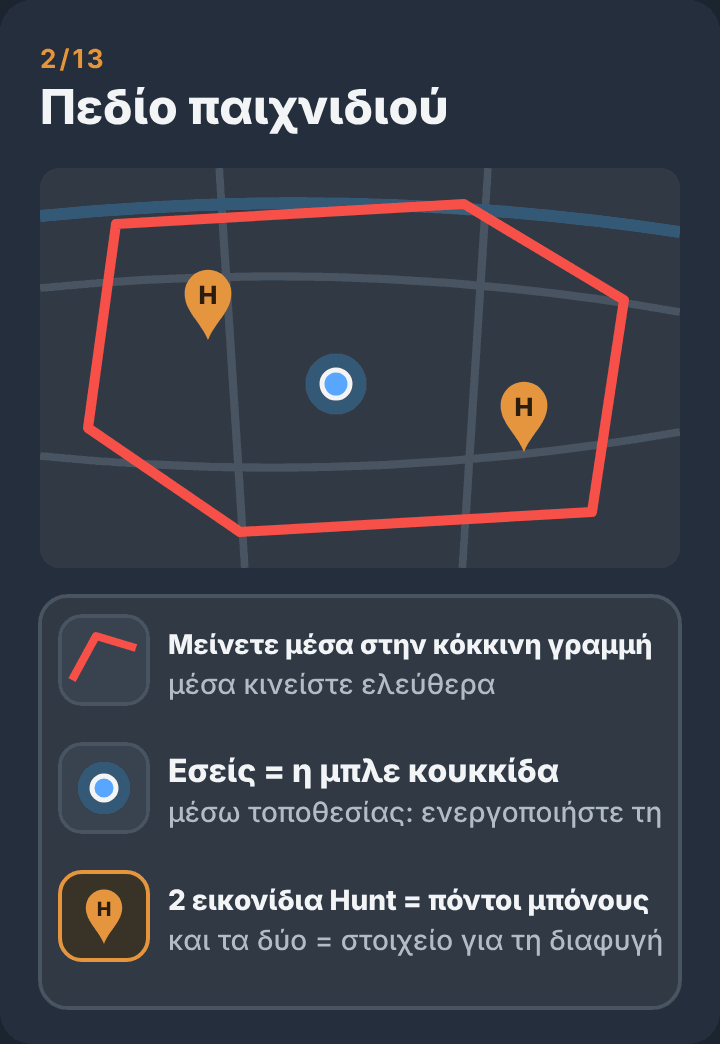 2/13
Πεδίο παιχνιδιού
H
H
Μείνετε μέσα στην κόκκινη γραμμή
μέσα κινείστε ελεύθερα
Εσείς = η μπλε κουκκίδα
μέσω τοποθεσίας: ενεργοποιήστε τη
H
2 εικονίδια Hunt = πόντοι μπόνους
και τα δύο = στοιχείο για τη διαφυγή